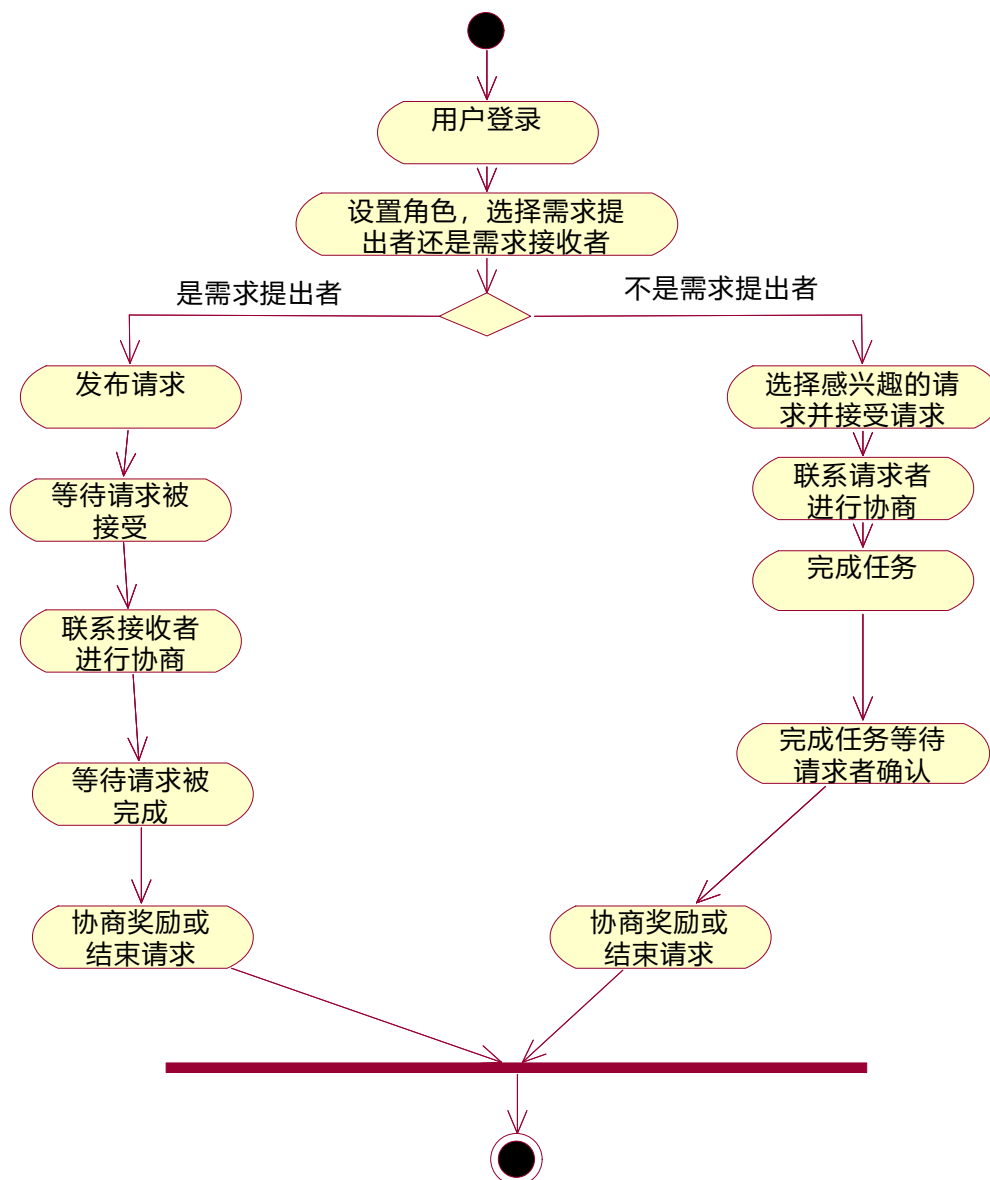 用户登录
设置角色，选择需求提
出者还是需求接收者
是需求提出者
不是需求提出者
发布请求
选择感兴趣的请
求并接受请求
等待请求被
接受
联系请求者
进行协商
完成任务
联系接收者
进行协商
完成任务等待
请求者确认
等待请求被
完成
协商奖励或
结束请求
协商奖励或
结束请求